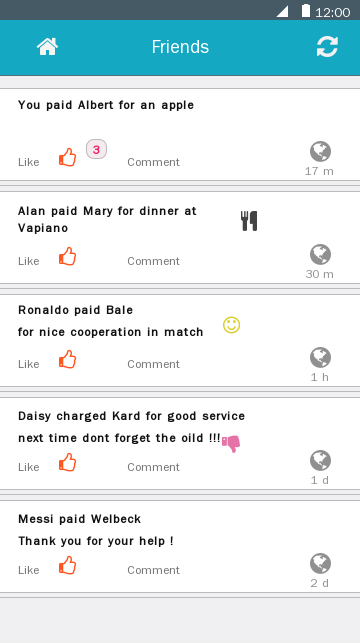 12:00
Friends
You paid Albert for an apple
Like 3 Comment
17 m
Alan paid Mary for dinner at
Vapiano
Like Comment
30 m
Ronaldo paid Bale
for nice cooperation in match
Like Comment
1 h
Daisy charged Kard for good service
next time dont forget the oild !!!
Like Comment
1 d
Messi paid Welbeck
Thank you for your help !
Like Comment
2 d